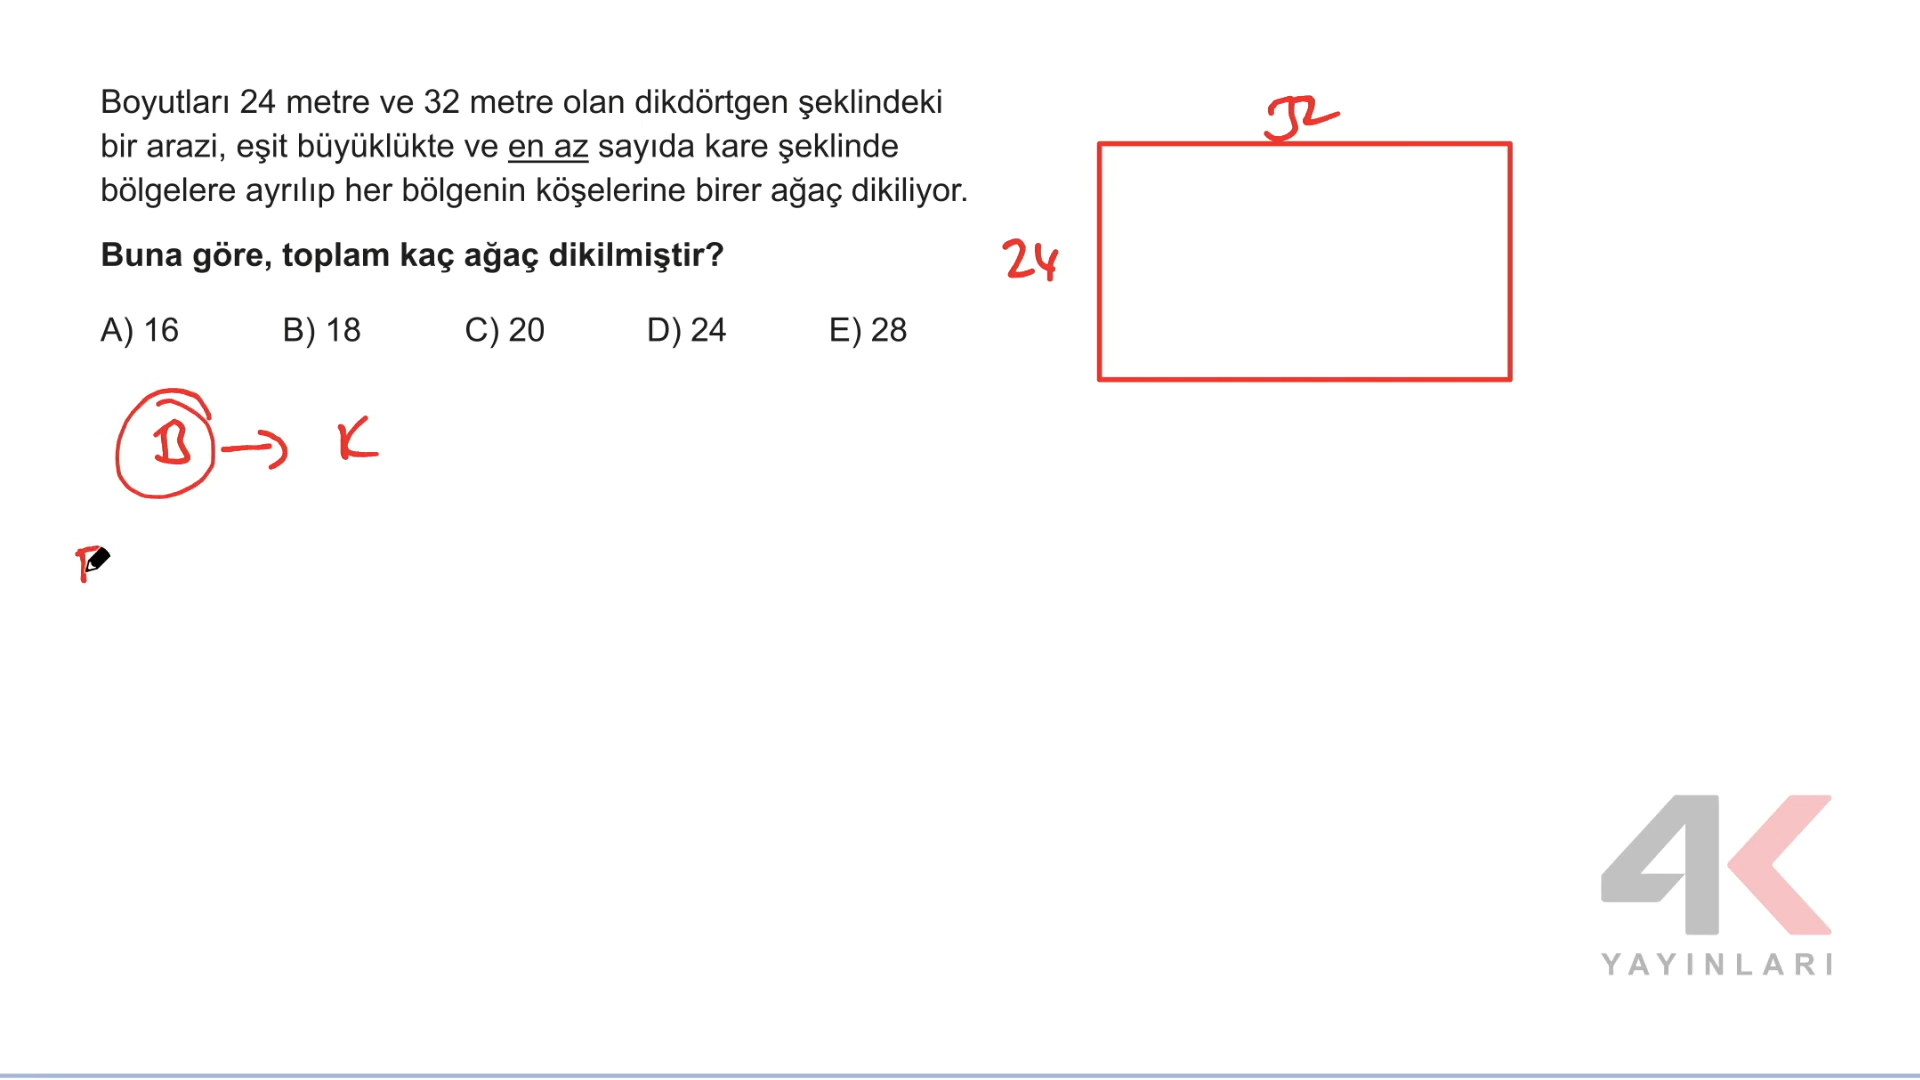 Boyutları 24 metre ve 32 metre olan dikdörtgen şeklindeki
bir arazi, eşit büyüklükte ve en az sayıda kare şeklinde
bölgelere ayrılıp her bölgenin köşelerine birer ağaç dikiliyor.
Buna göre, toplam kaç ağaç dikilmiştir?
A) 16 B) 18 C) 20 D) 24 E) 28
32
24
B → K
4K
YAYINLARI